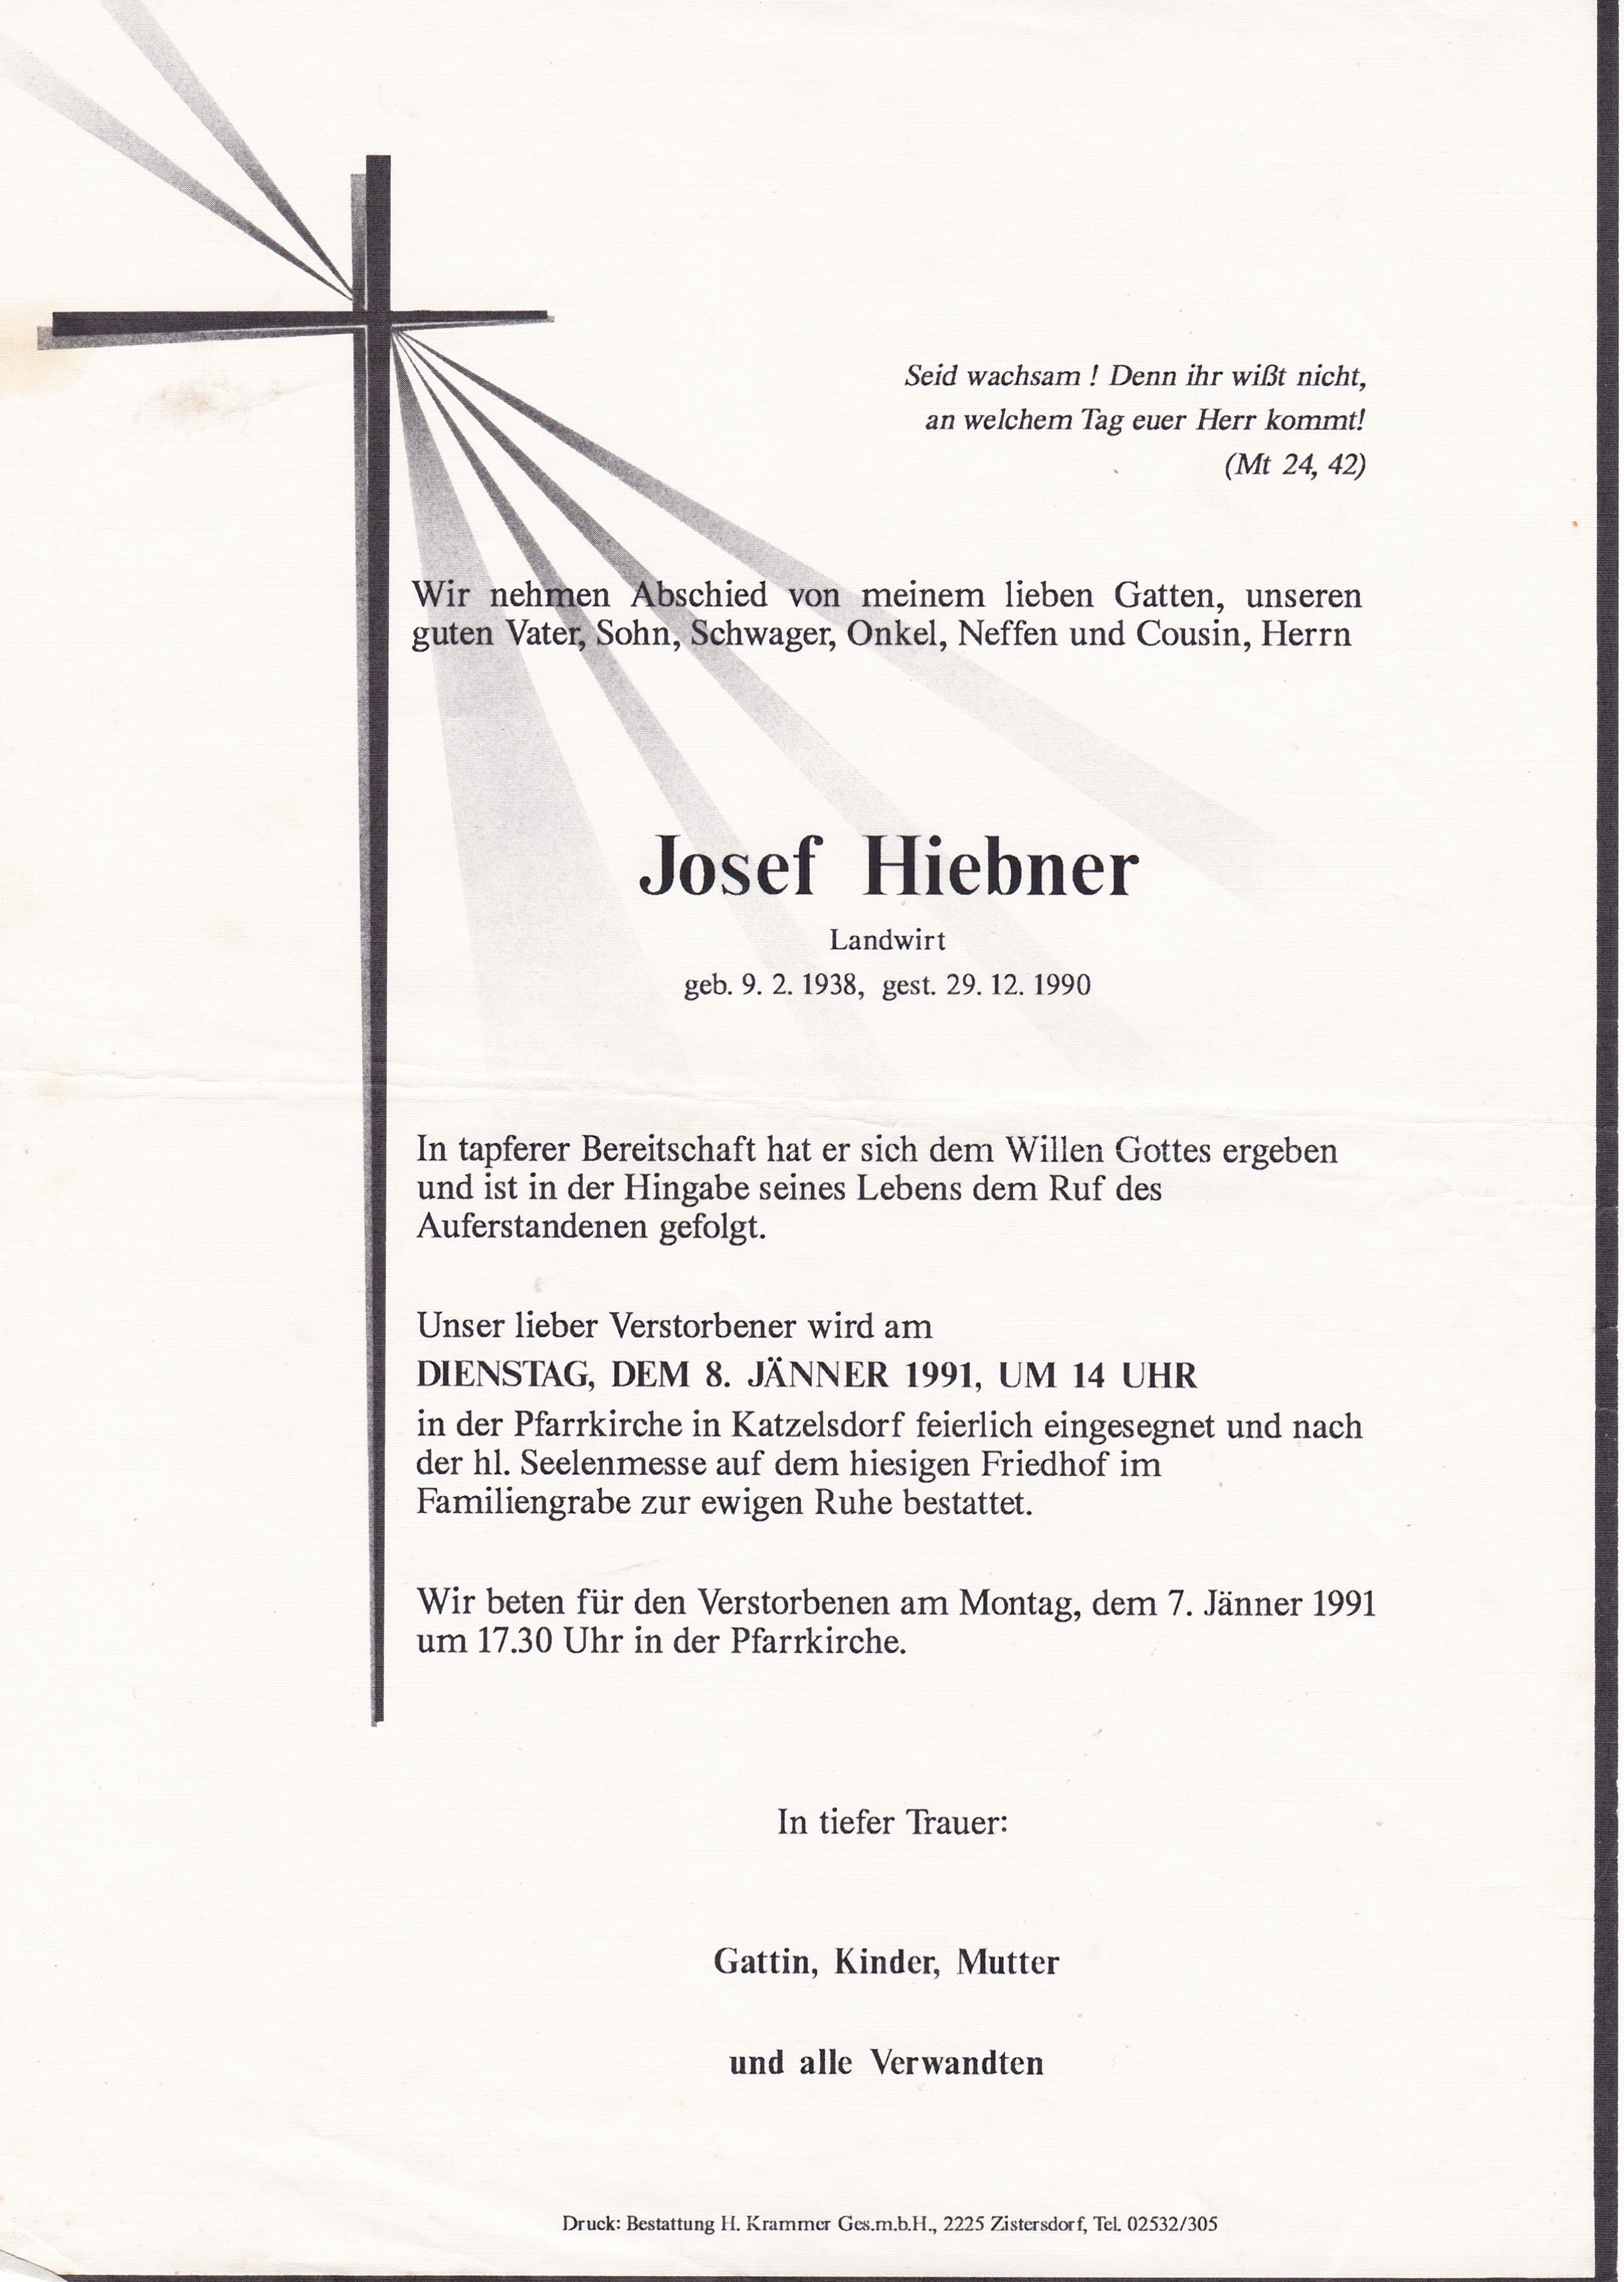 Seid wachsam ! Denn ihr wißt nicht,
an welchem Tag euer Herr kommt!
(Mt 24, 42)
Wir nehmen Abschied von meinem lieben Gatten, unseren
guten Vater, Sohn, Schwager, Onkel, Neffen und Cousin, Herrn
Josef Hiebner
Landwirt
geb. 9. 2. 1938, gest. 29. 12. 1990
In tapferer Bereitschaft hat er sich dem Willen Gottes ergeben
und ist in der Hingabe seines Lebens dem Ruf des
Auferstandenen gefolgt.
Unser lieber Verstorbener wird am
DIENSTAG, DEM 8. JÄNNER 1991, UM 14 UHR
in der Pfarrkirche in Katzelsdorf feierlich eingesegnet und nach
der hl. Seelenmesse auf dem hiesigen Friedhof im
Familiengrabe zur ewigen Ruhe bestattet.
Wir beten für den Verstorbenen am Montag, dem 7. Jänner 1991
um 17.30 Uhr in der Pfarrkirche.
In tiefer Trauer:
Gattin, Kinder, Mutter
und alle Verwandten
Druck: Bestattung H. Krammer Ges.m.b.H., 2225 Zistersdorf, Tel. 02532/305